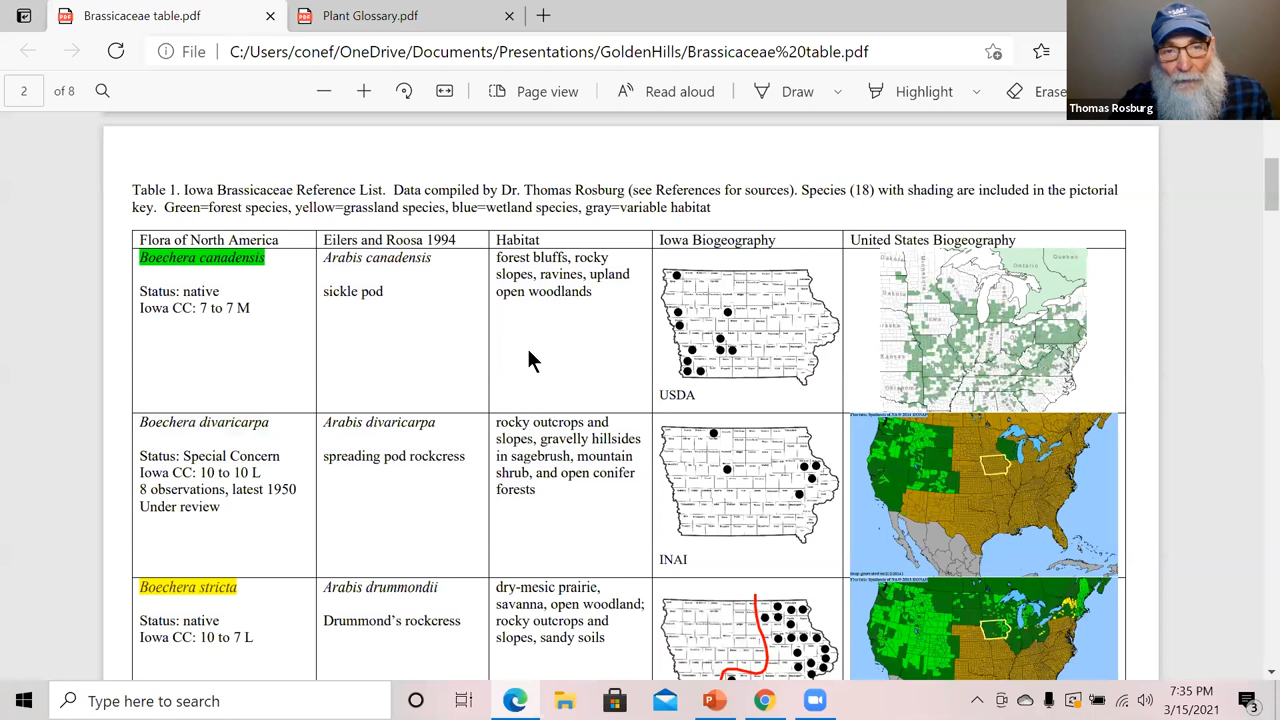 Brassicaceae table.pdf
Plant Glossary.pdf
File
C:/Users/conef/OneDrive/Documents/Presentations/GoldenHills/Brassicaceae%20table.pdf
2 of 8
Page view
Read aloud
Draw
Highlight
Erase
Thomas Rosburg
Table 1. Iowa Brassicaceae Reference List. Data compiled by Dr. Thomas Rosburg (see References for sources). Species (18) with shading are included in the pictorial
key. Green=forest species, yellow=grassland species, blue=wetland species, gray=variable habitat
Flora of North America
Eilers and Roosa 1994
Habitat
Iowa Biogeography
United States Biogeography
Boechera canadensis
Status: native
Iowa CC: 7 to 7 M
Arabis canadensis
sickle pod
forest bluffs, rocky
slopes, ravines, upland
open woodlands
USDA
Boechera divaricarpa
Status: Special Concern
Iowa CC: 10 to 10 L
8 observations, latest 1950
Under review
Arabis divaricarpa
spreading pod rockcress
rocky outcrops and
slopes, gravelly hillsides
in sagebrush, mountain
shrub, and open conifer
forests
INAI
Boechera stricta
Status: native
Iowa CC: 10 to 7 L
Arabis drummondii
Drummond's rockcress
dry-mesic prairie,
savanna, open woodland;
rocky outcrops and
slopes, sandy soils
Type here to search
7:35 PM
3/15/2021
3